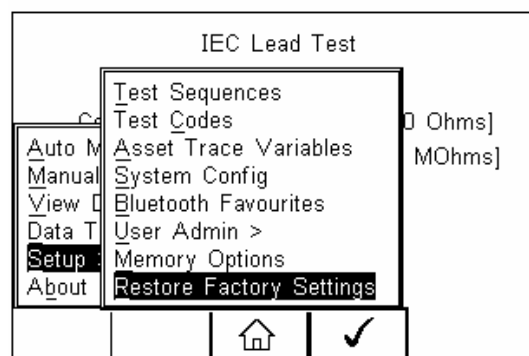 IEC Lead Test
Test Sequences
Test Codes
Asset Trace Variables
System Config
Bluetooth Favourites
User Admin >
Memory Options
Restore Factory Settings
Ohms]
MOhms]
Auto
Manual
View
Data
Setup
About